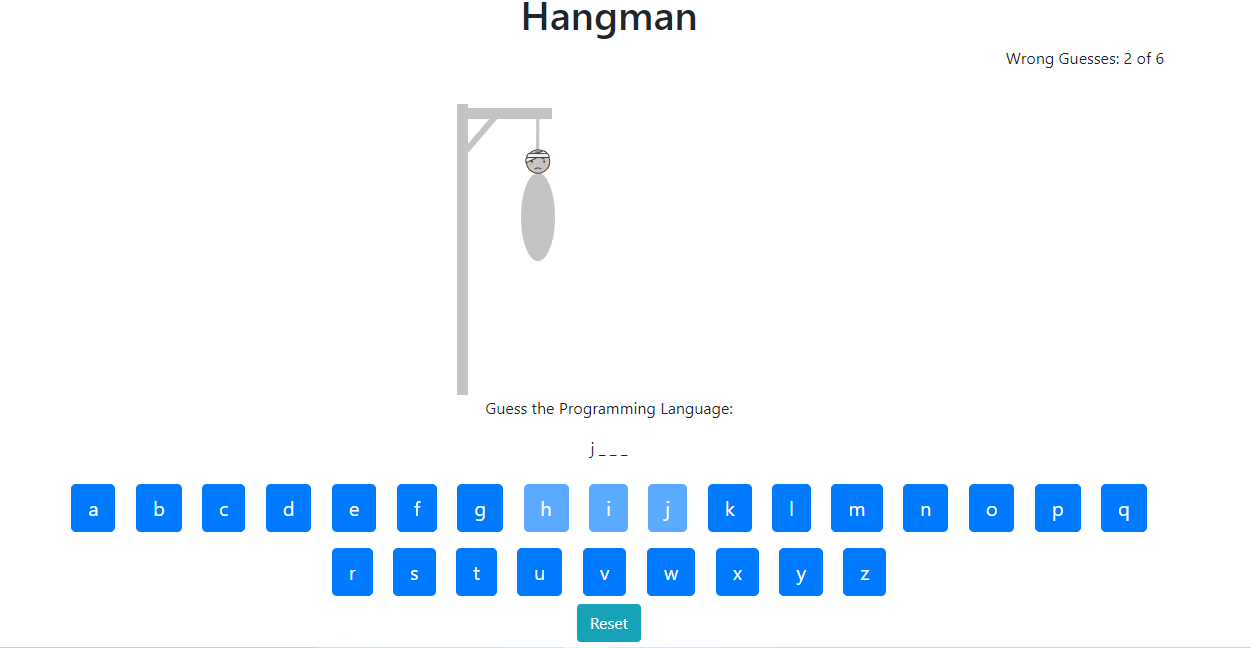 Hangman
Wrong Guesses: 2 of 6
Guess the Programming Language:
j _ _ _
a b c d e f g h i j k l m n o p q
r s t u v w x y z
Reset